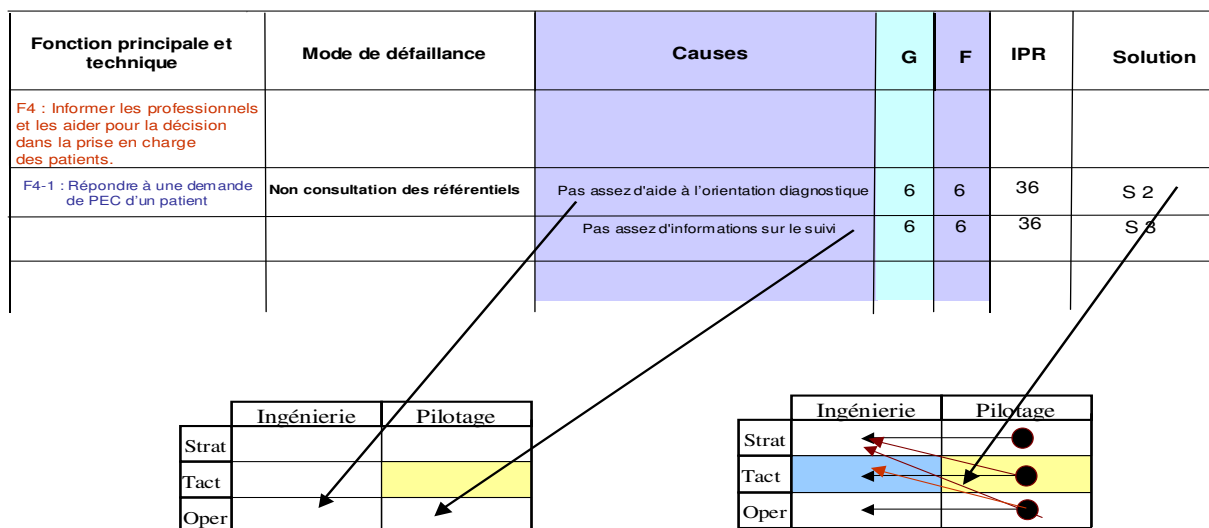 Fonction principale et technique
Mode de défaillance
Causes
G
F
IPR
Solution
F4 : Informer les professionnels
et les aider pour la décision
dans la prise en charge
des patients.
F4-1 : Répondre à une demande
de PEC d'un patient
Non consultation des référentiels
Pas assez d'aide à l'orientation diagnostique
6
6
36
S 2
Pas assez d'informations sur le suivi
6
6
36
S 3
Ingénierie
Pilotage
Strat
Tact
Oper
Ingénierie
Pilotage
Strat
Tact
Oper